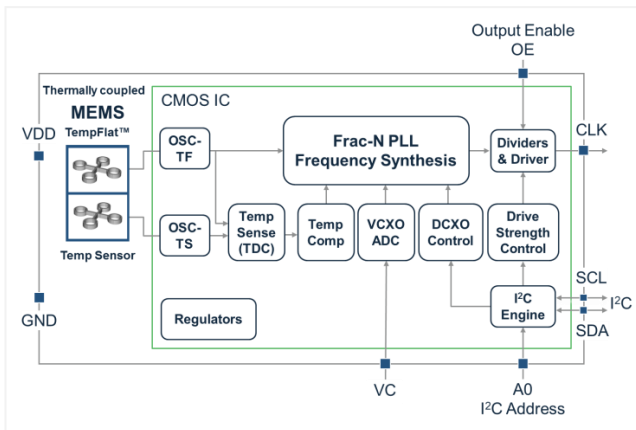 Output Enable
OE
Thermally coupled
MEMS
TempFlat™
CMOS IC
VDD
CLK
OSC-
TF
Frac-N PLL
Frequency Synthesis
Dividers
& Driver
OSC-
TS
Temp
Sense
(TDC)
Temp
Comp
VCXO
ADC
DCXO
Control
Drive
Strength
Control
Temp Sensor
SCL
I²C
SDA
I²C
Engine
GND
Regulators
VC
A0
I²C Address